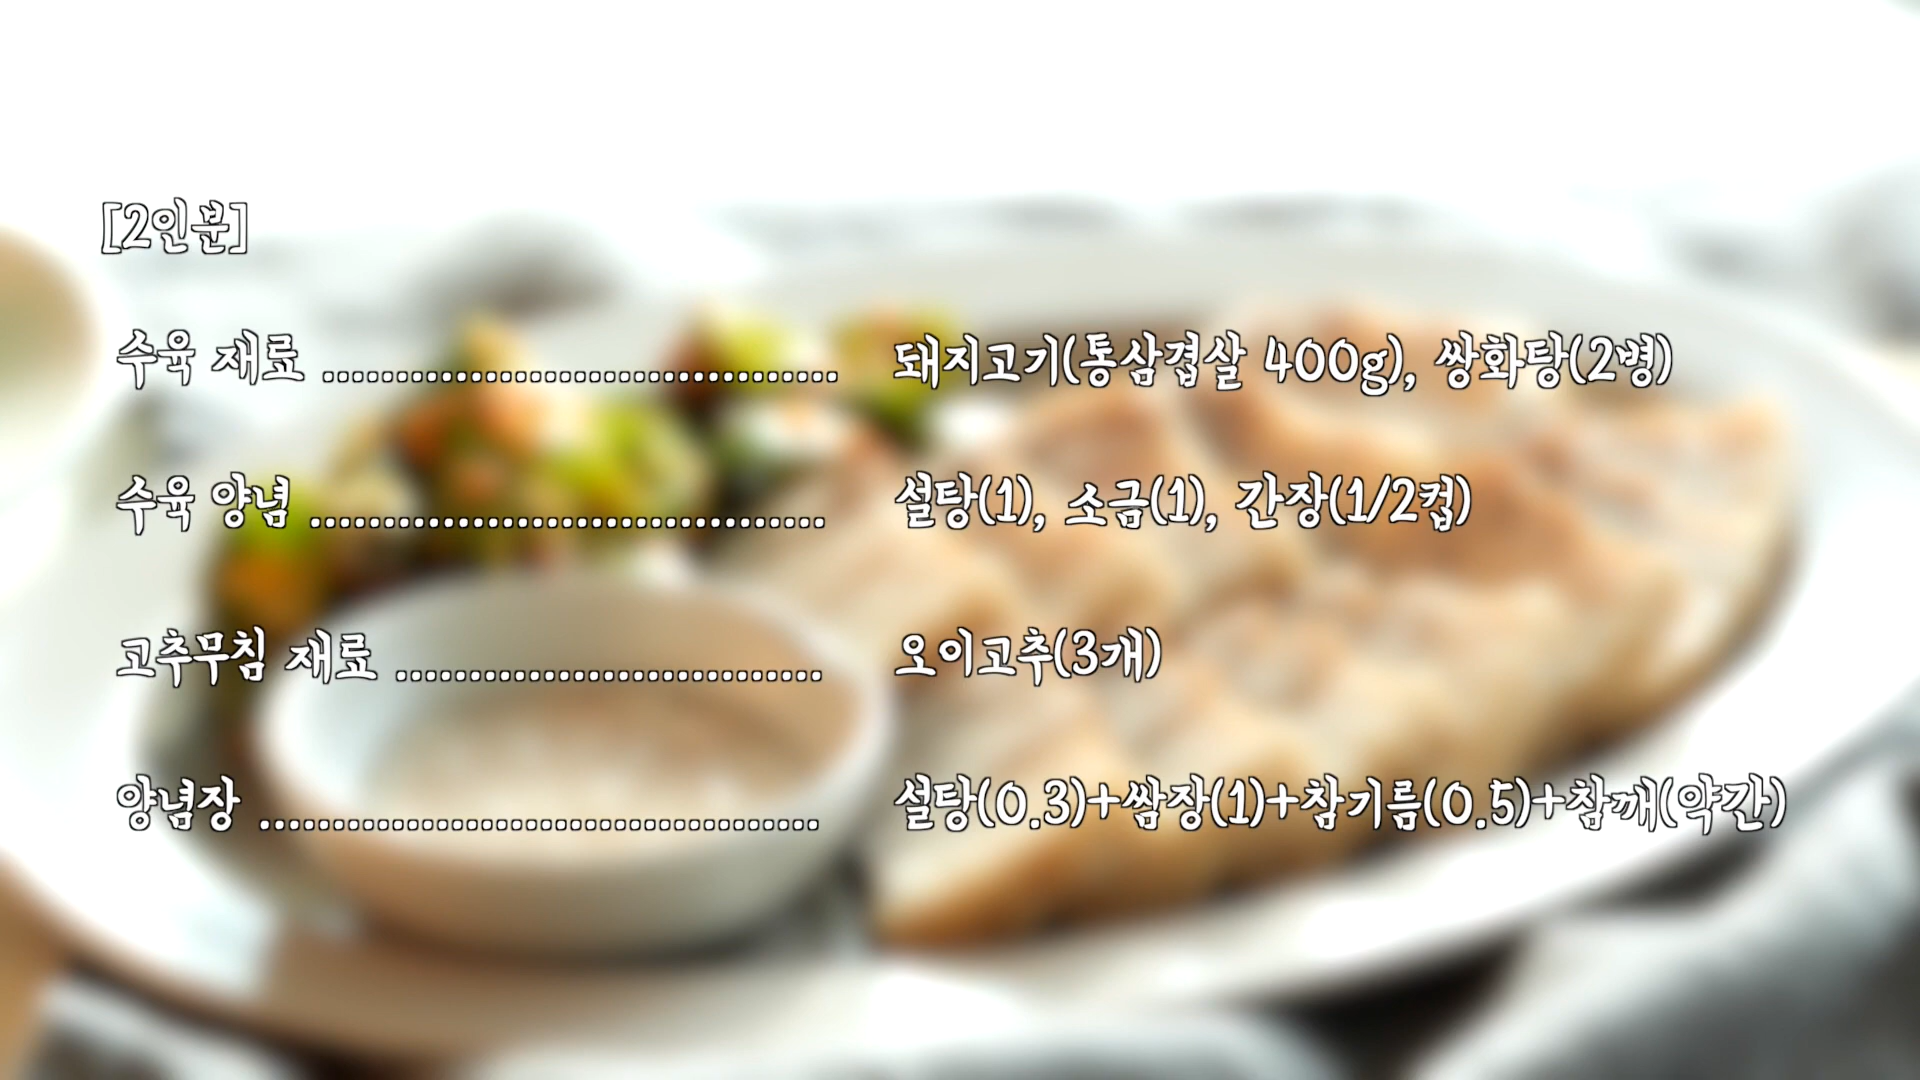 [2인분]
수육 재료 ................................... 돼지고기(통삼겹살 400g), 쌍화탕(2병)
수육 양념 ................................... 설탕(1), 소금(1), 간장(1/2컵)
고추무침 재료 ............................. 오이고추(3개)
양념장 ...................................... 설탕(0.3)+쌈장(1)+참기름(0.5)+참깨(약간)